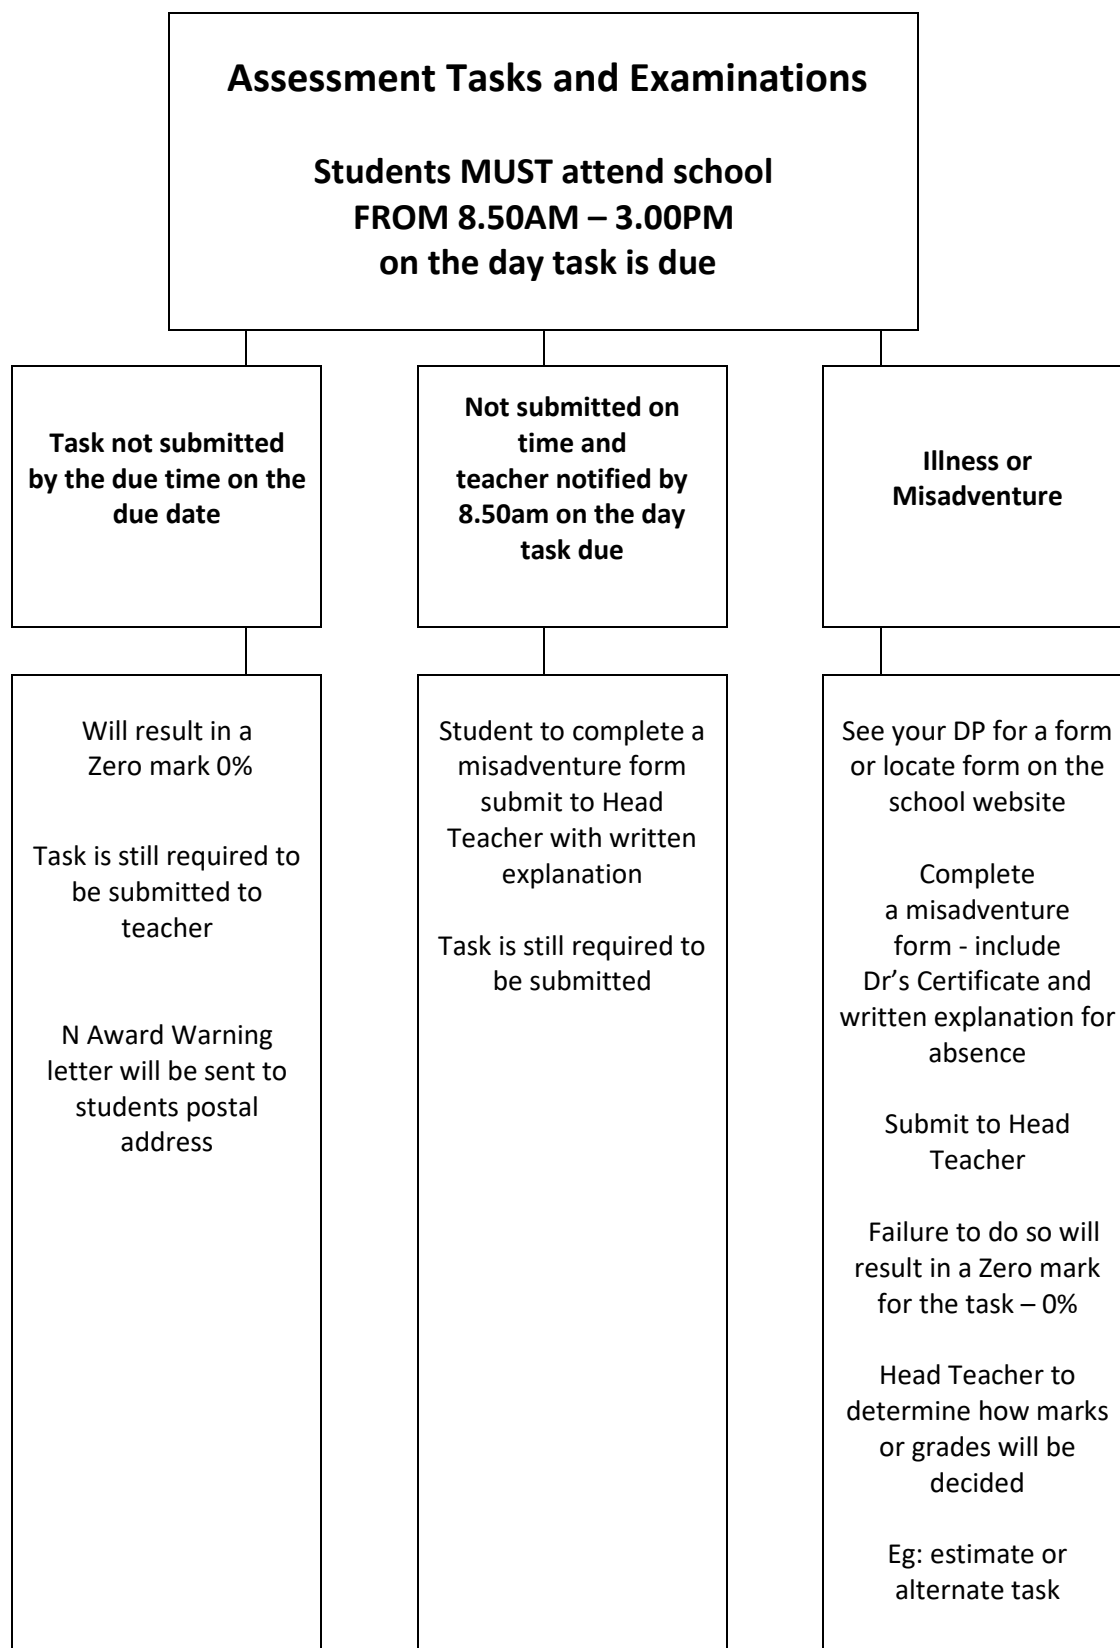 Assessment Tasks and Examinations
Students MUST attend school
FROM 8.50AM – 3.00PM
on the day task is due
Task not submitted
by the due time on the
due date
Not submitted on
time and
teacher notified by
8.50am on the day
task due
Illness or
Misadventure
Will result in a
Zero mark 0%
Task is still required to
be submitted to
teacher
N Award Warning
letter will be sent to
students postal
address
Student to complete a
misadventure form
submit to Head
Teacher with written
explanation
Task is still required to
be submitted
See your DP for a form
or locate form on the
school website
Complete
a misadventure
form - include
Dr’s Certificate and
written explanation for
absence
Submit to Head
Teacher
Failure to do so will
result in a Zero mark
for the task – 0%
Head Teacher to
determine how marks
or grades will be
decided
Eg: estimate or
alternate task